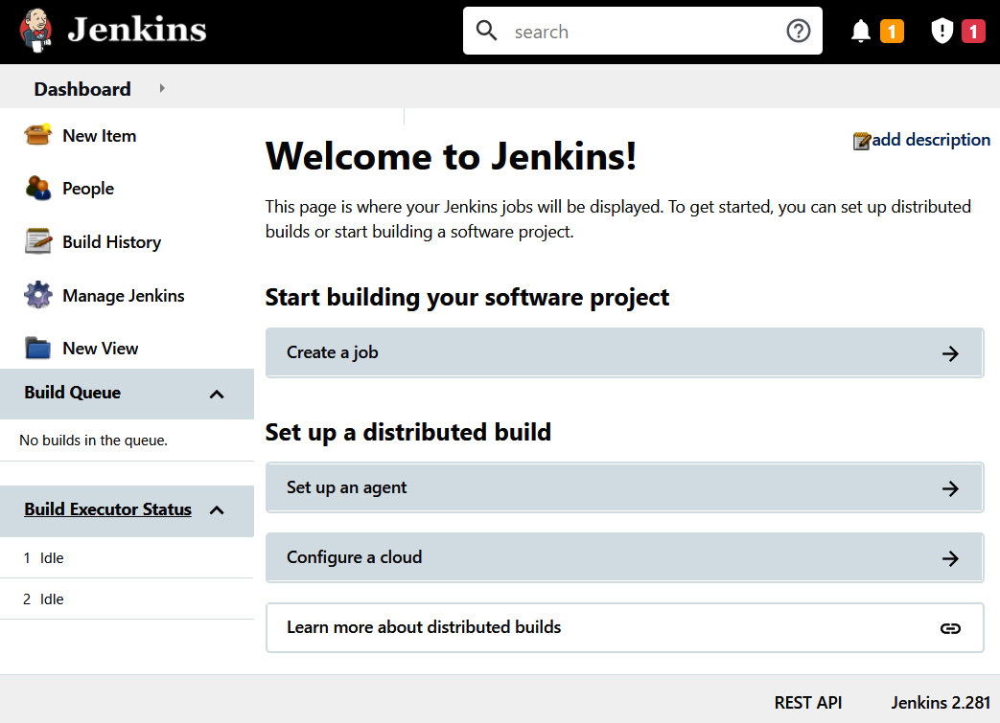 Jenkins
search
1
1
Dashboard
New Item
People
Build History
Manage Jenkins
New View
Build Queue
No builds in the queue.
Build Executor Status
1 Idle
2 Idle
add description
Welcome to Jenkins!
This page is where your Jenkins jobs will be displayed. To get started, you can set up distributed
builds or start building a software project.
Start building your software project
Create a job
Set up a distributed build
Set up an agent
Configure a cloud
Learn more about distributed builds
REST API
Jenkins 2.281